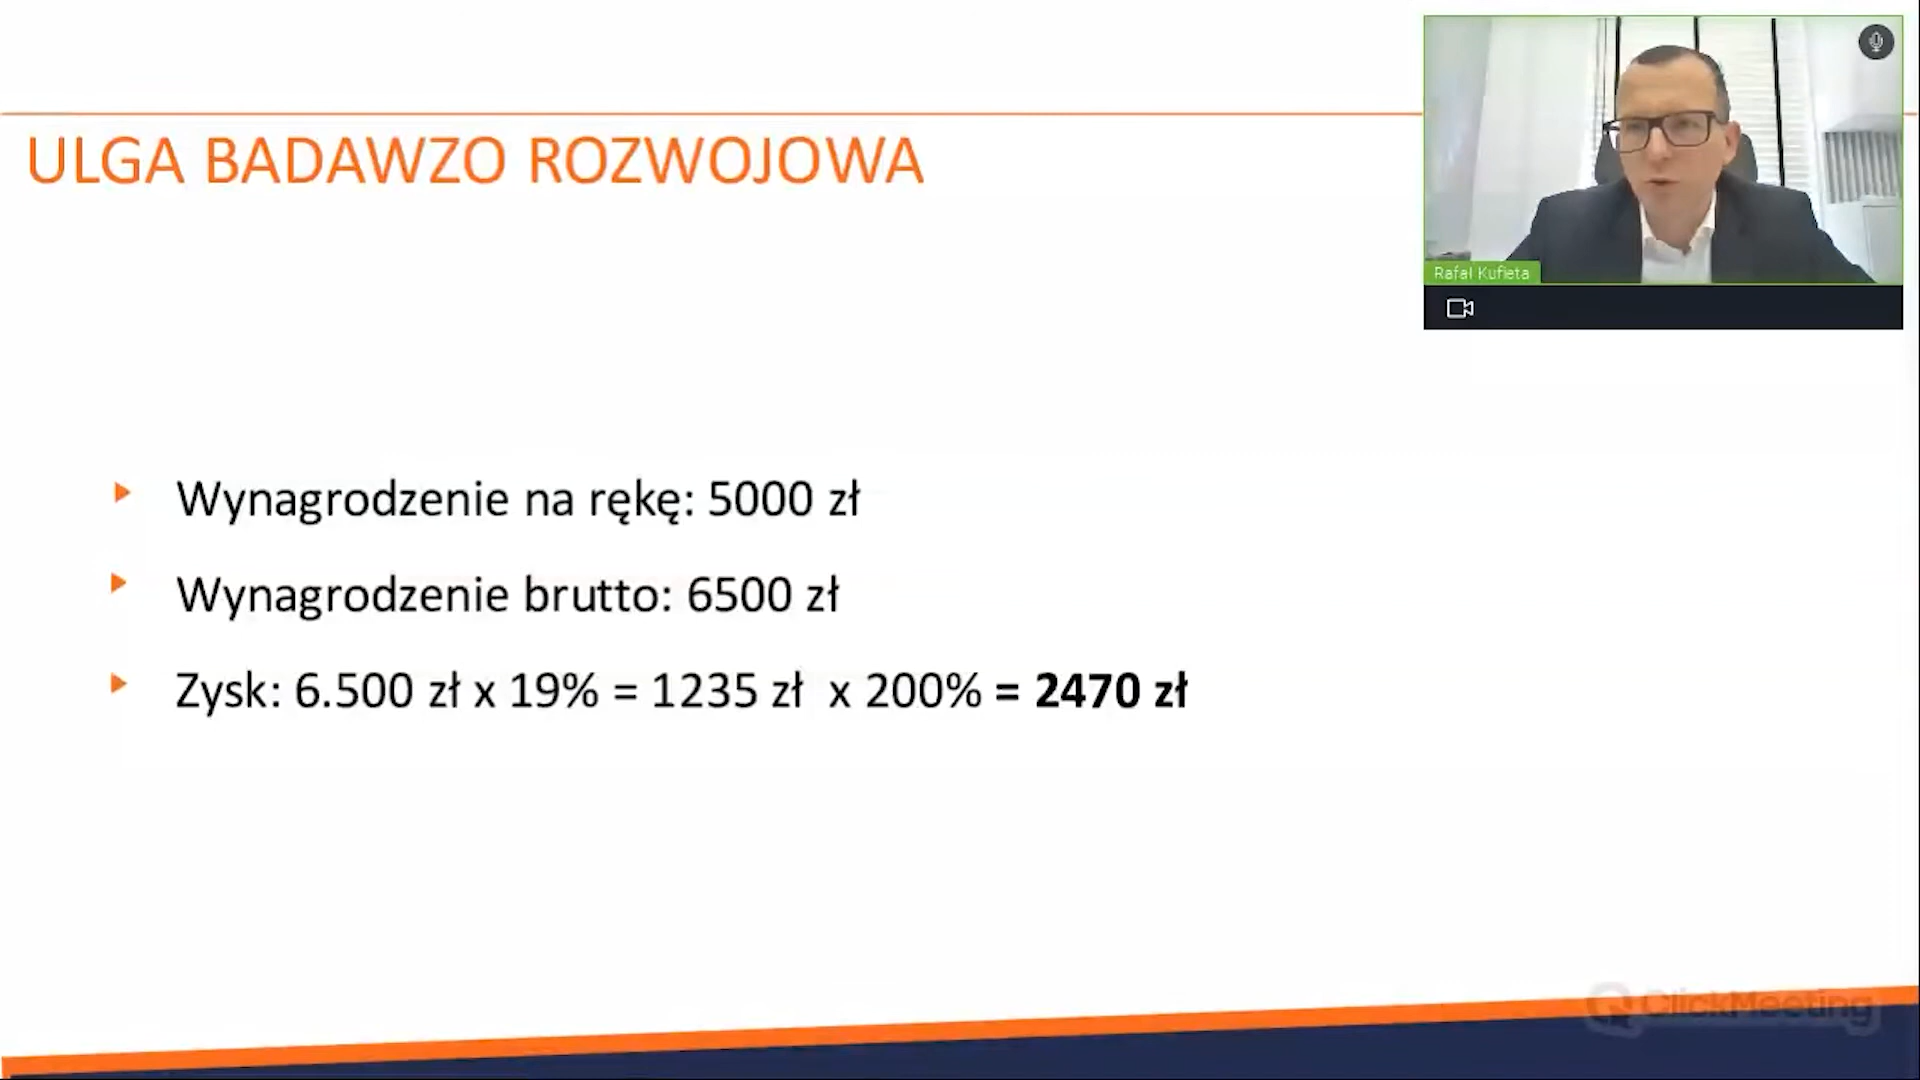 ULGA BADAWZO ROZWOJOWA
Rafał Kufieta
Wynagrodzenie na rękę: 5000 zł
Wynagrodzenie brutto: 6500 zł
Zysk: 6.500 zł x 19% = 1235 zł x 200% = 2470 zł
ClickMeeting